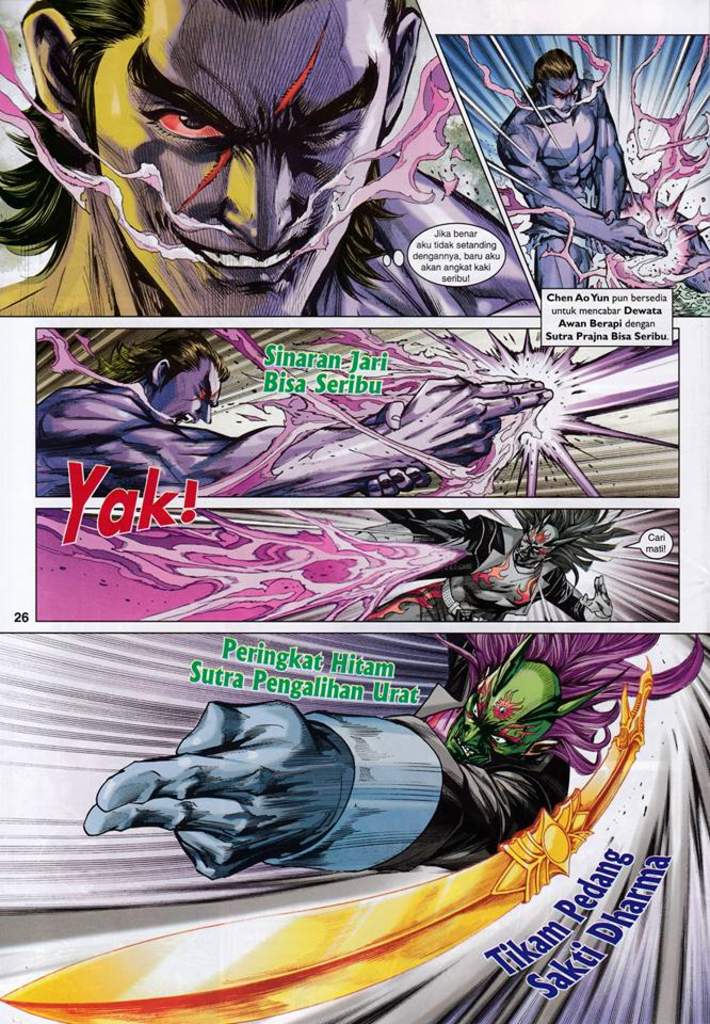 Jika benar
aku tidak setanding
dengannya, baru aku
akan angkat kaki
seribu!
Chen Ao Yun pun bersedia
untuk mencabar Dewata
Awan Berapi dengan
Sutra Prajna Bisa Seribu.
Sinaran Jari
Bisa Seribu
Yak!
Cari
mati!
26
Peringkat Hitam
Sutra Pengalihan Urat
Tikam Pedang
Sakti Dharma